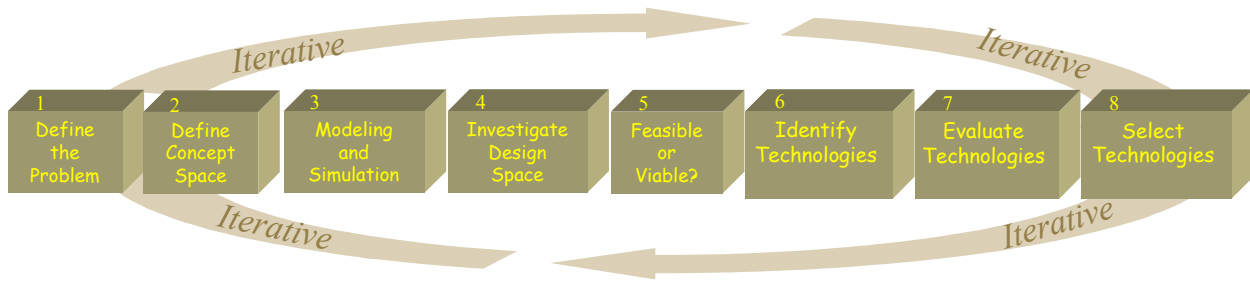 Iterative
Iterative
1
Define
the
Problem
2
Define
Concept
Space
3
Modeling
and
Simulation
4
Investigate
Design
Space
5
Feasible
or
Viable?
6
Identify
Technologies
7
Evaluate
Technologies
8
Select
Technologies
Iterative
Iterative